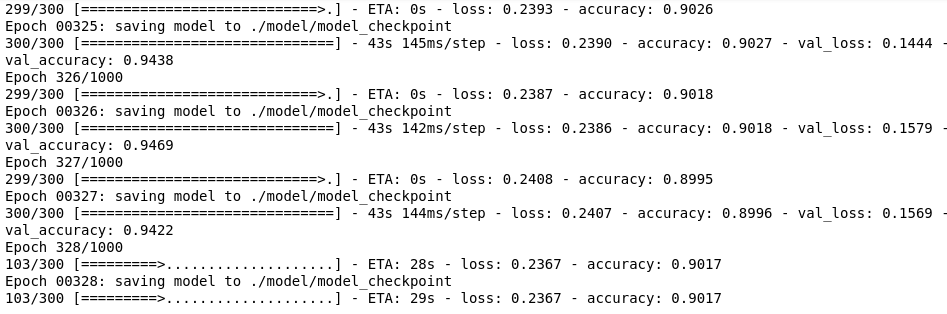 299/300 [============================>.] - ETA: 0s - loss: 0.2393 - accuracy: 0.9026
Epoch 00325: saving model to ./model/model_checkpoint
300/300 [==============================] - 43s 145ms/step - loss: 0.2390 - accuracy: 0.9027 - val_loss: 0.1444 -
val_accuracy: 0.9438
Epoch 326/1000
299/300 [============================>.] - ETA: 0s - loss: 0.2387 - accuracy: 0.9018
Epoch 00326: saving model to ./model/model_checkpoint
300/300 [==============================] - 43s 142ms/step - loss: 0.2386 - accuracy: 0.9018 - val_loss: 0.1579 -
val_accuracy: 0.9469
Epoch 327/1000
299/300 [============================>.] - ETA: 0s - loss: 0.2408 - accuracy: 0.8995
Epoch 00327: saving model to ./model/model_checkpoint
300/300 [==============================] - 43s 144ms/step - loss: 0.2407 - accuracy: 0.8996 - val_loss: 0.1569 -
val_accuracy: 0.9422
Epoch 328/1000
103/300 [=========>....................] - ETA: 28s - loss: 0.2367 - accuracy: 0.9017
Epoch 00328: saving model to ./model/model_checkpoint
103/300 [=========>....................] - ETA: 29s - loss: 0.2367 - accuracy: 0.9017